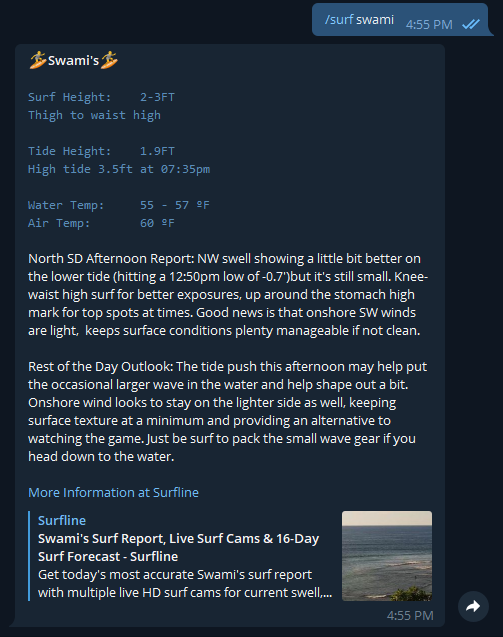 /surf swami
4:55 PM
🏄Swami's🏄
Surf Height: 2-3FT
Thigh to waist high
Tide Height: 1.9FT
High tide 3.5ft at 07:35pm
Water Temp: 55 - 57 ºF
Air Temp: 60 ºF
North SD Afternoon Report: NW swell showing a little bit better on
the lower tide (hitting a 12:50pm low of -0.7')but it's still small. Knee-
waist high surf for better exposures, up around the stomach high
mark for top spots at times. Good news is that onshore SW winds
are light,  keeps surface conditions plenty manageable if not clean.
Rest of the Day Outlook: The tide push this afternoon may help put
the occasional larger wave in the water and help shape out a bit.
Onshore wind looks to stay on the lighter side as well, keeping
surface texture at a minimum and providing an alternative to
watching the game. Just be surf to pack the small wave gear if you
head down to the water.
More Information at Surfline
Surfline
Swami's Surf Report, Live Surf Cams & 16-Day
Surf Forecast - Surfline
Get today's most accurate Swami's surf report
with multiple live HD surf cams for current swell,...
4:55 PM